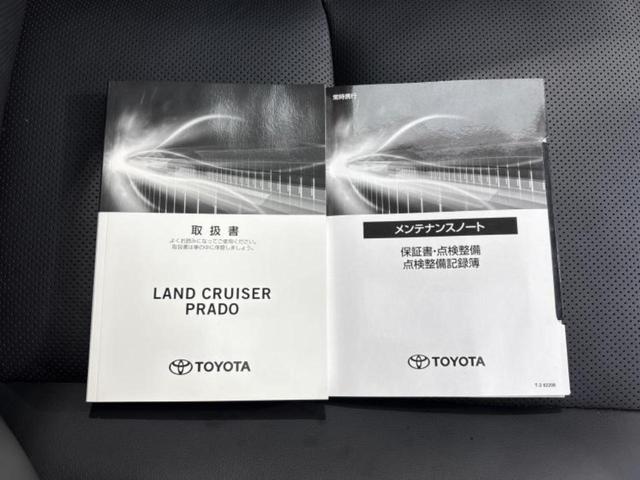 取扱書
よくお読みになってご使用ください。
取扱書は車の中に保管しましょう。
LAND CRUISER
PRADO
TOYOTA
常時携行
メンテナンスノート
保証書・点検整備
点検整備記録簿
TOYOTA